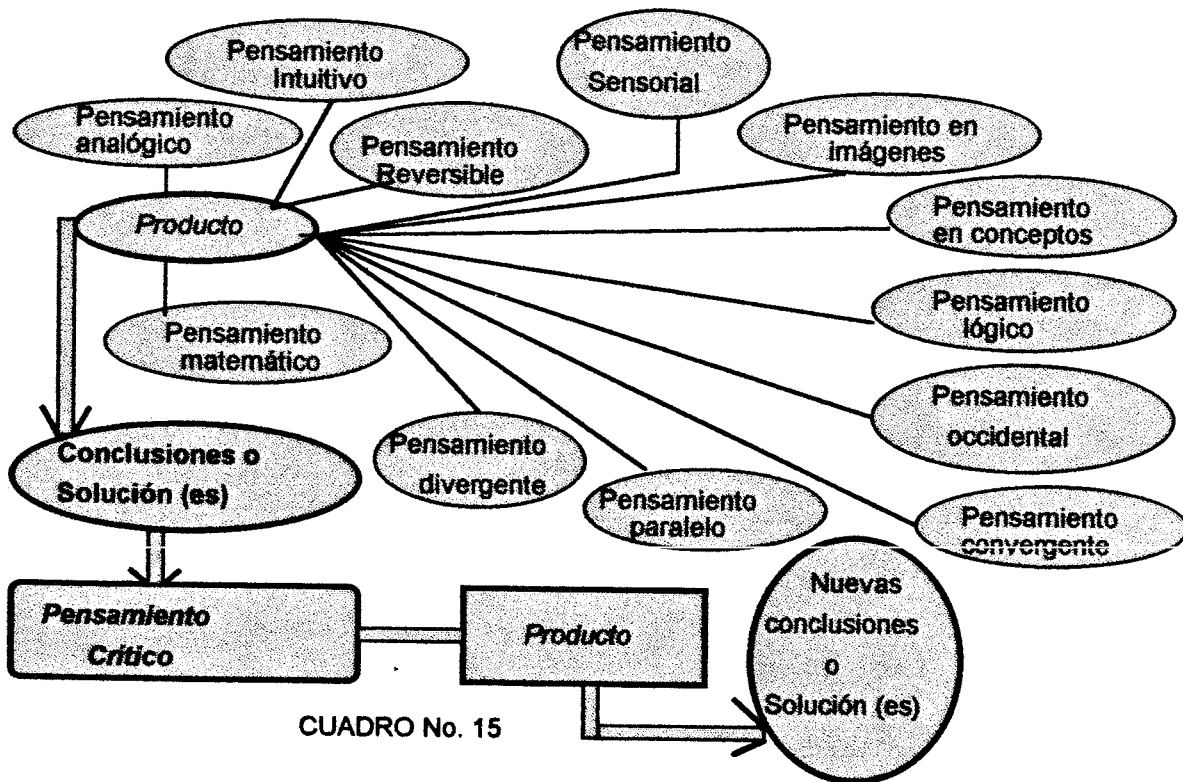 Pensamiento
Intuitivo
Pensamiento
Sensorial
Pensamiento
analógico
Pensamiento
Reversible
Pensamiento en
imágenes
Producto
Pensamiento
en conceptos
Pensamiento
lógico
Pensamiento
matemático
Pensamiento
occidental
Pensamiento
divergente
Pensamiento
paralelo
Pensamiento
convergente
Conclusiones o
Solución (es)
Pensamiento
Crítico
Producto
Nuevas
conclusiones
o
Solución (es)
CUADRO No. 15